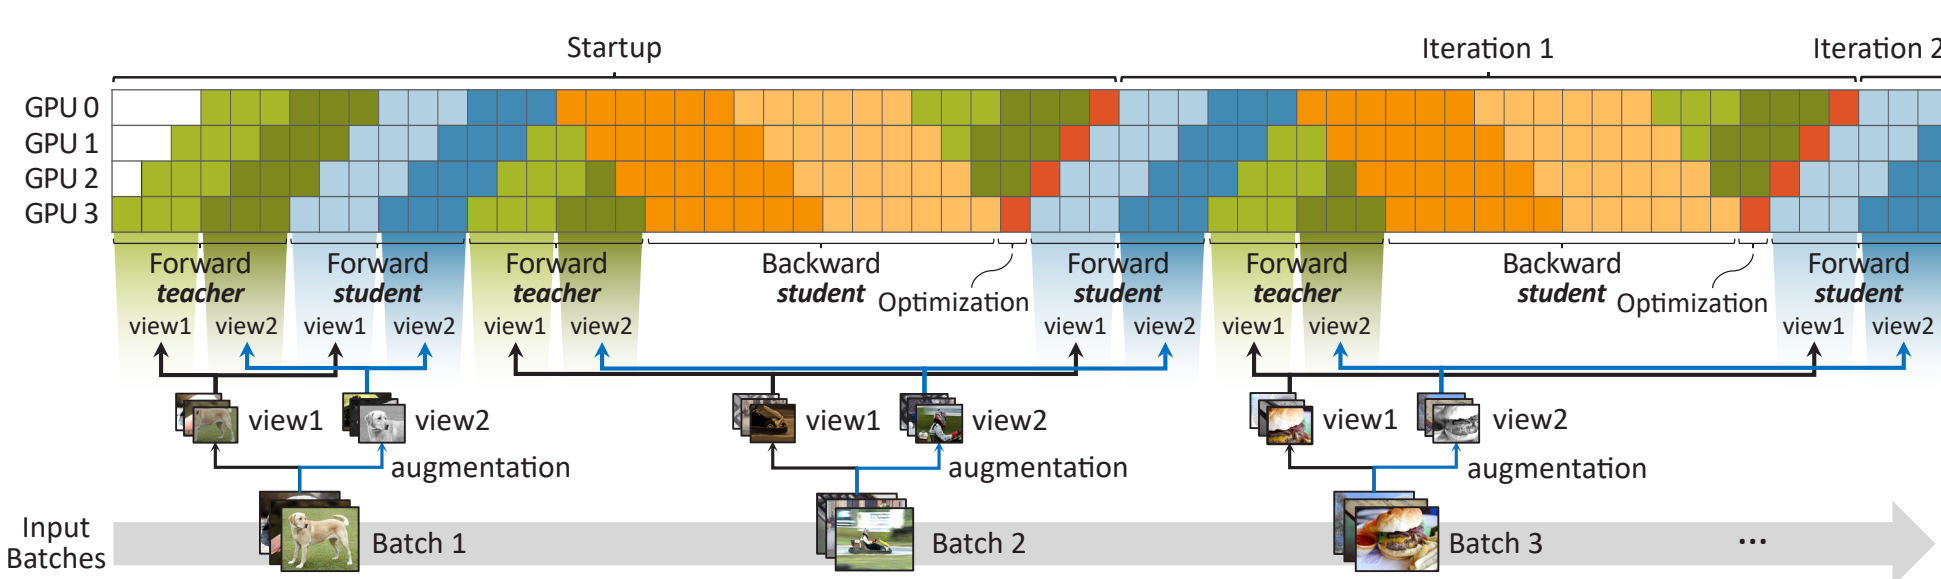 Startup
Iteration 1
Iteration 2
GPU 0
GPU 1
GPU 2
GPU 3
Forward
teacher
view1 view2
Forward
student
view1 view2
Forward
teacher
view1 view2
Backward
student
Optimization
Forward
student
view1 view2
Forward
teacher
view1 view2
Backward
student
Optimization
Forward
student
view1 view2
view1
view2
augmentation
view1
view2
augmentation
view1
view2
augmentation
Input
Batches
Batch 1
Batch 2
Batch 3
...